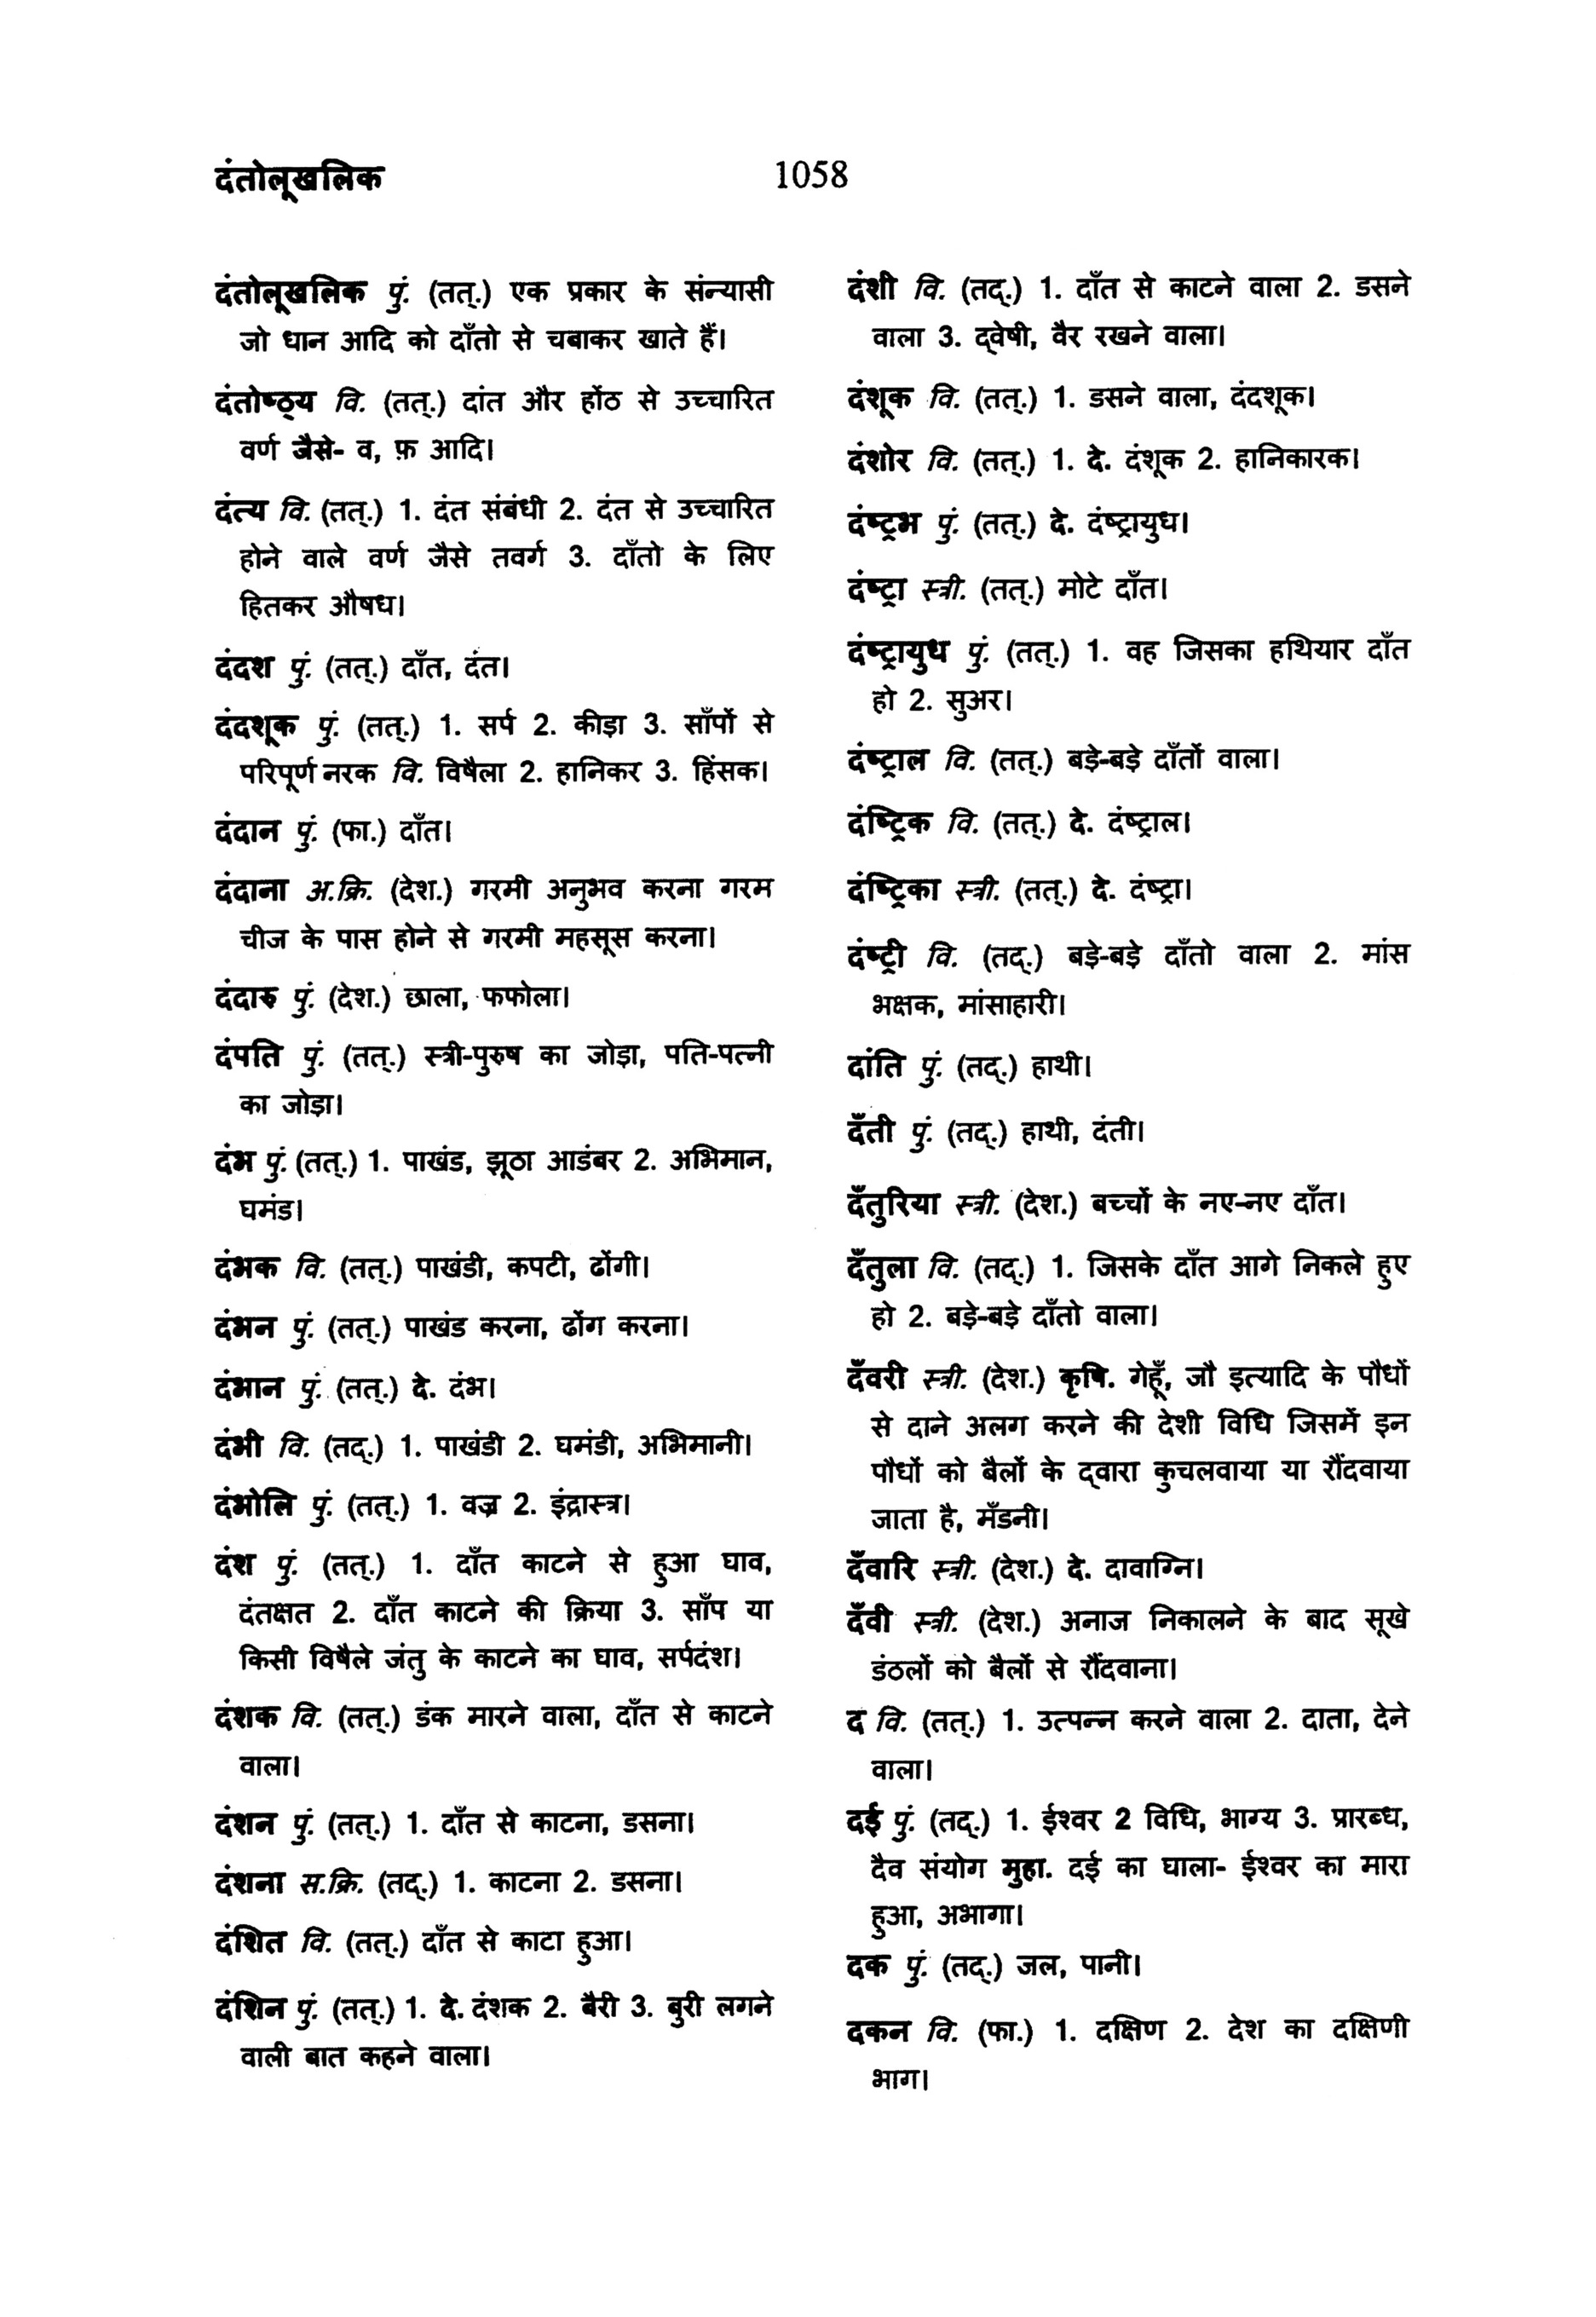 दंतोलूखलिक
1058
दंतोलूखलिक पुं. (तत्.) एक प्रकार के संन्यासी
जो धान आदि को दाँतो से चबाकर खाते हैं।
दंतोष्ठ्य वि. (तत्.) दांत और होंठ से उच्चारित
वर्ण जैसे- व, फ़ आदि।
दंत्य वि. (तत्.) 1. दंत संबंधी 2. दंत से उच्चारित
होने वाले वर्ण जैसे तवर्ग 3. दाँतो के लिए
हितकर औषध।
दंदश पुं. (तत्.) दाँत, दंत।
दंदशूक पुं. (तत्.) 1. सर्प 2. कीड़ा 3. साँपों से
परिपूर्ण नरक वि. विषैला 2. हानिकर 3. हिंसक।
दंदान पुं. (फा.) दाँत।
दंदाना अ.क्रि. (देश.) गरमी अनुभव करना गरम
चीज के पास होने से गरमी महसूस करना।
दंदारु पुं. (देश.) छाला, फफोला।
दंपति पुं. (तत्.) स्त्री-पुरुष का जोड़ा, पति-पत्नी
का जोड़ा।
दंभ पुं. (तत्.) 1. पाखंड, झूठा आडंबर 2. अभिमान,
घमंड।
दंभक वि. (तत्.) पाखंडी, कपटी, ढोंगी।
दंभन पुं. (तत्.) पाखंड करना, ढोंग करना।
दंभान पुं. (तत्.) दे. दंभ।
दंभी वि. (तद्.) 1. पाखंडी 2. घमंडी, अभिमानी।
दंभोलि पुं. (तत्.) 1. वज्र 2. इंद्रास्त्र।
दंश पुं. (तत्.) 1. दाँत काटने से हुआ घाव,
दंतक्षत 2. दाँत काटने की क्रिया 3. साँप या
किसी विषैले जंतु के काटने का घाव, सर्पदंश।
दंशक वि. (तत्.) डंक मारने वाला, दाँत से काटने
वाला।
दंशन पुं. (तत्.) 1. दाँत से काटना, डसना।
दंशना स.क्रि. (तद्.) 1. काटना 2. डसना।
दंशित वि. (तत्.) दाँत से काटा हुआ।
दंशिन पुं. (तत्.) 1. दे. दंशक 2. बैरी 3. बुरी लगने
वाली बात कहने वाला।
दंशी वि. (तद्.) 1. दाँत से काटने वाला 2. डसने
वाला 3. द्वेषी, वैर रखने वाला।
दंशूक वि. (तत्.) 1. डसने वाला, दंदशूक।
दंशोर वि. (तत्.) 1. दे. दंशूक 2. हानिकारक।
दंष्ट्रभ पुं. (तत्.) दे. दंष्ट्रायुध।
दंष्ट्रा स्त्री. (तत्.) मोटे दाँत।
दंष्ट्रायुध पुं. (तत्.) 1. वह जिसका हथियार दाँत
हो 2. सुअर।
दंष्ट्राल वि. (तत्.) बड़े-बड़े दाँतों वाला।
दंष्ट्रिक वि. (तत्.) दे. दंष्ट्राल।
दंष्ट्रिका स्त्री. (तत्.) दे. दंष्ट्रा।
दंष्ट्री वि. (तद्.) बड़े-बड़े दाँतो वाला 2. मांस
भक्षक, मांसाहारी।
दांति पुं. (तद्.) हाथी।
दँती पुं. (तद्.) हाथी, दंती।
दँतुरिया स्त्री. (देश.) बच्चों के नए-नए दाँत।
दँतुला वि. (तद्.) 1. जिसके दाँत आगे निकले हुए
हो 2. बड़े-बड़े दाँतो वाला।
दँवरी स्त्री. (देश.) कृषि. गेहूँ, जौ इत्यादि के पौधों
से दाने अलग करने की देशी विधि जिसमें इन
पौधों को बैलों के द्वारा कुचलवाया या रौंदवाया
जाता है, मँडनी।
दँवारि स्त्री. (देश.) दे. दावाग्नि।
दँवी स्त्री. (देश.) अनाज निकालने के बाद सूखे
डंठलों को बैलों से रौंदवाना।
द वि. (तत्.) 1. उत्पन्न करने वाला 2. दाता, देने
वाला।
दई पुं. (तद्.) 1. ईश्वर 2 विधि, भाग्य 3. प्रारब्ध,
दैव संयोग मुहा. दई का घाला- ईश्वर का मारा
हुआ, अभागा।
दक पुं. (तद्.) जल, पानी।
दकन वि. (फा.) 1. दक्षिण 2. देश का दक्षिणी
भाग।